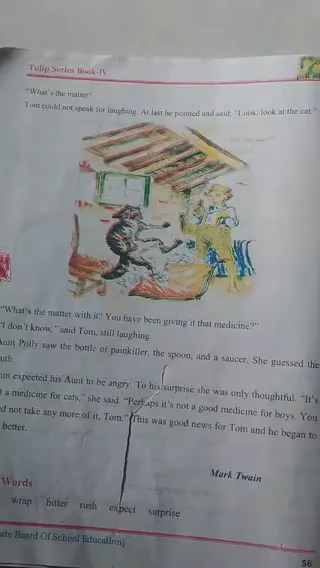 Tulip Series Book-IV
"What's the matter?
Tom could not speak for laughing. At last he pointed and said, "Look, look at the cat."
"What's the matter with it? You have been giving it that medicine?"
"I don't know," said Tom, still laughing.
Aunt Polly saw the bottle of painkiller, the spoon, and a saucer. She guessed the
uth.
om expected his Aunt to be angry. To his surprise she was only thoughtful. "It's
a medicine for cats," she said. "Perhaps it's not a good medicine for boys. You
ed not take any more of it, Tom." This was good news for Tom and he began to
better.
Mark Twain
Words
wrap bitter rush expect surprise
ate Board Of School Education
56